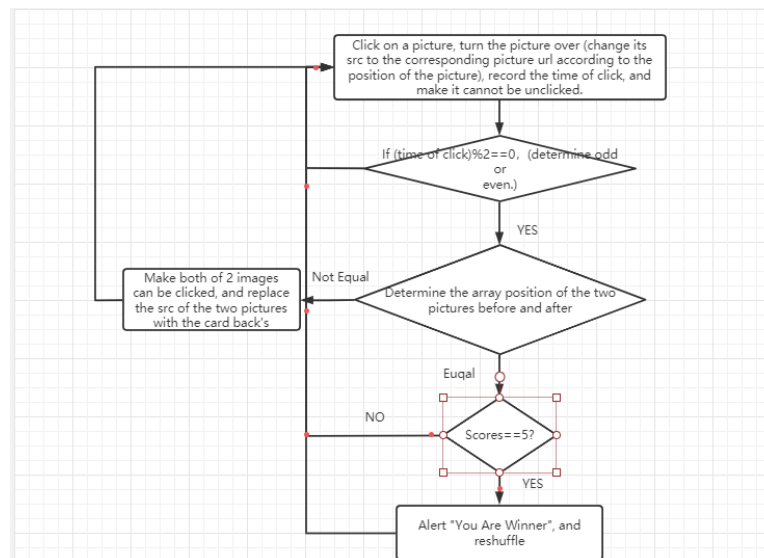 Click on a picture, turn the picture over (change its
src to the corresponding picture url according to the
position of the picture), record the time of click, and
make it cannot be unclicked.
If (time of click)%2==0,  (determine odd
or
even.)
YES
Not Equal
Make both of 2 images
can be clicked, and replace
the src of the two pictures
with the card back's
Determine the array position of the two
pictures before and after
Euqal
NO
Scores==5?
YES
Alert "You Are Winner", and
reshuffle